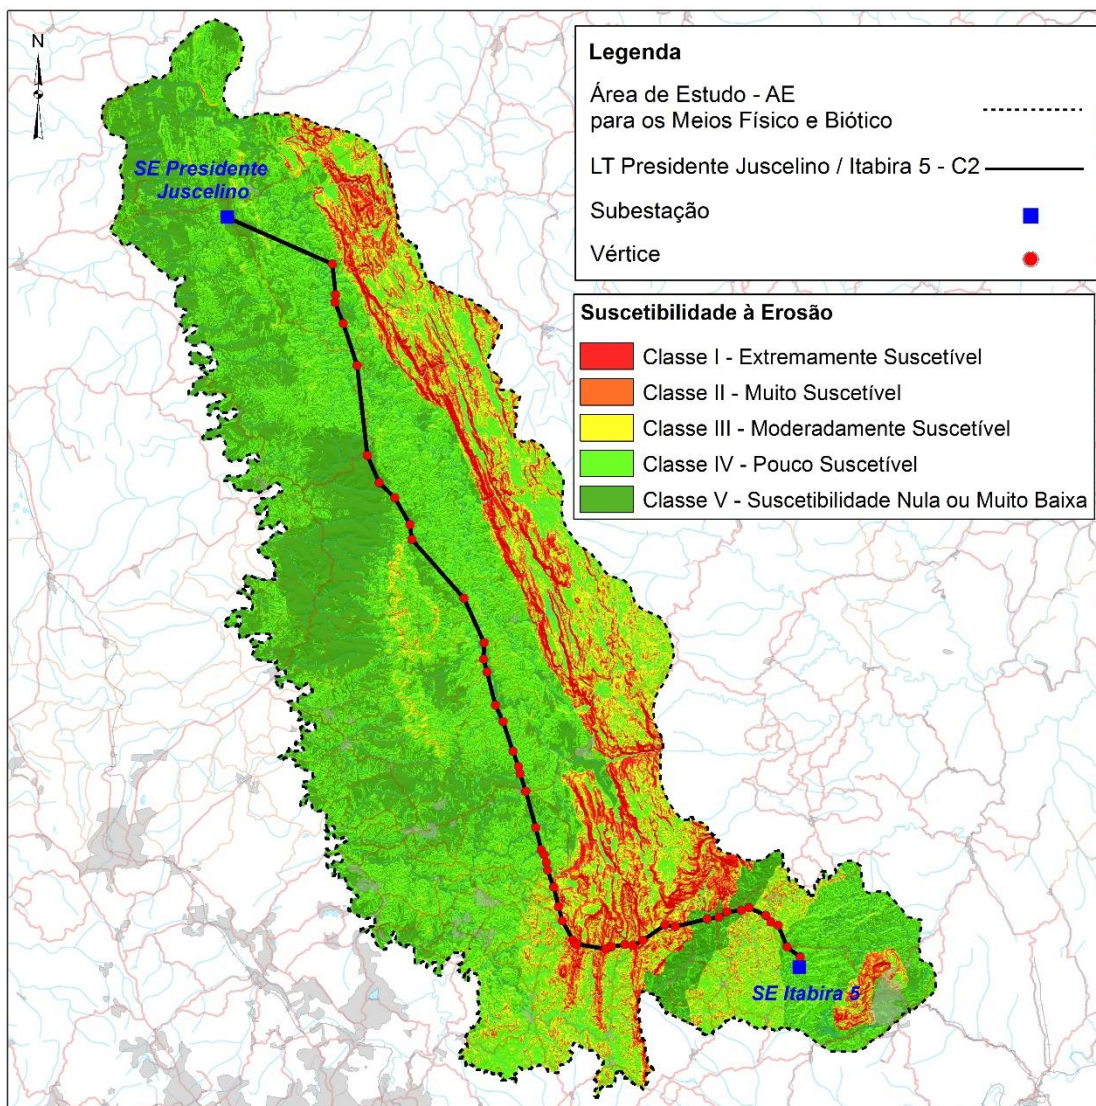 N
Legenda
Área de Estudo - AE
para os Meios Físico e Biótico
LT Presidente Juscelino / Itabira 5 - C2
Subestação
Vértice
Suscetibilidade à Erosão
Classe I - Extremamente Suscetível
Classe II - Muito Suscetível
Classe III - Moderadamente Suscetível
Classe IV - Pouco Suscetível
Classe V - Suscetibilidade Nula ou Muito Baixa
SE Presidente
Juscelino
SE Itabira 5